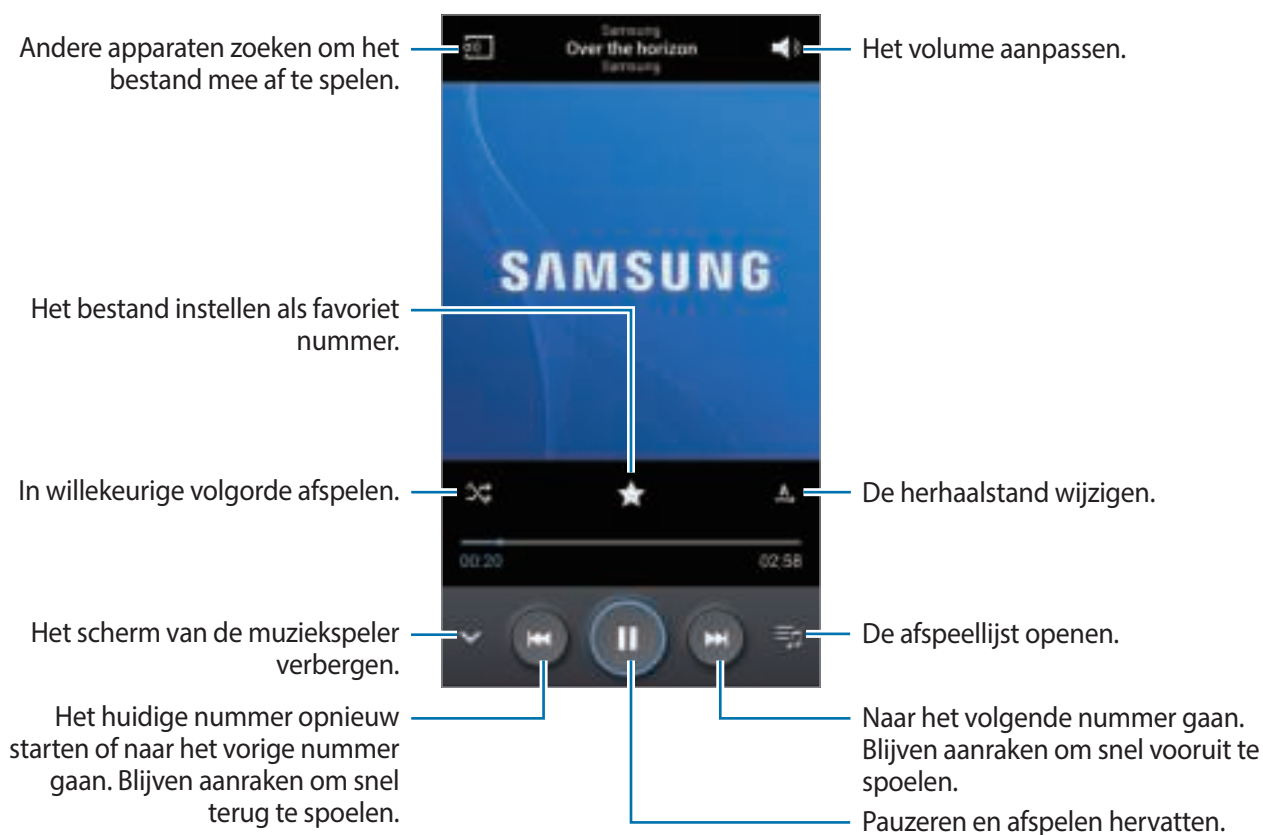 Andere apparaten zoeken om het
bestand mee af te spelen.
Samsung
Over the horizon
Samsung
Het volume aanpassen.
SAMSUNG
Het bestand instellen als favoriet
nummer.
In willekeurige volgorde afspelen.
A
De herhaalstand wijzigen.
00:20
02:58
Het scherm van de muziekspeler
verbergen.
De afspeellijst openen.
Het huidige nummer opnieuw
starten of naar het vorige nummer
gaan. Blijven aanraken om snel
terug te spoelen.
Naar het volgende nummer gaan.
Blijven aanraken om snel vooruit te
spoelen.
Pauzeren en afspelen hervatten.